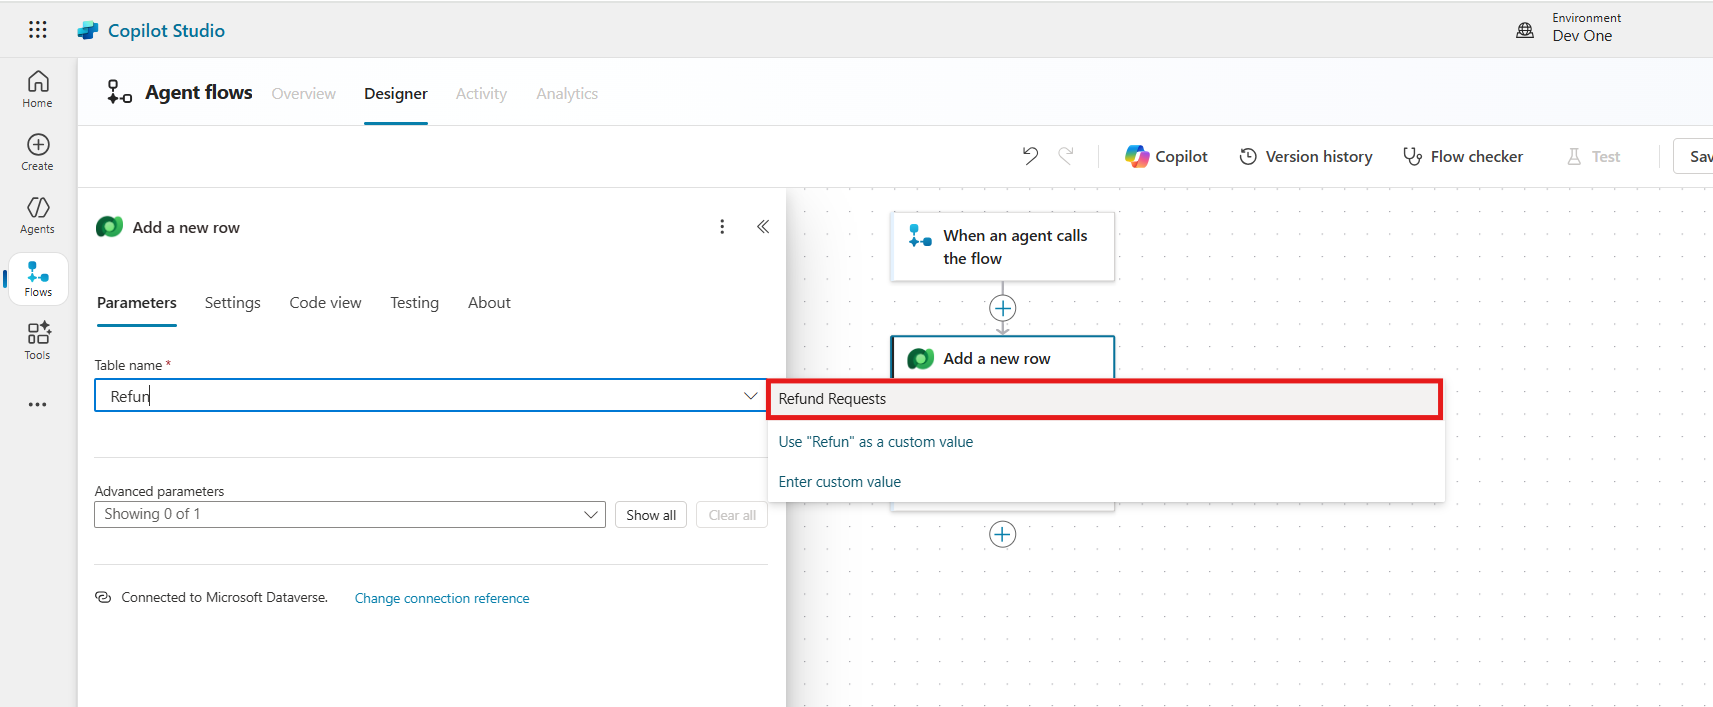 Copilot Studio
Environment
Dev One
Home
Create
Agents
Flows
Tools
Agent flows
Overview
Designer
Activity
Analytics
Copilot
Version history
Flow checker
Test
Sav
Add a new row
Parameters
Settings
Code view
Testing
About
Table name *
Refun
Advanced parameters
Showing 0 of 1
Show all
Clear all
Connected to Microsoft Dataverse.
Change connection reference
When an agent calls
the flow
Add a new row
Refund Requests
Use "Refun" as a custom value
Enter custom value